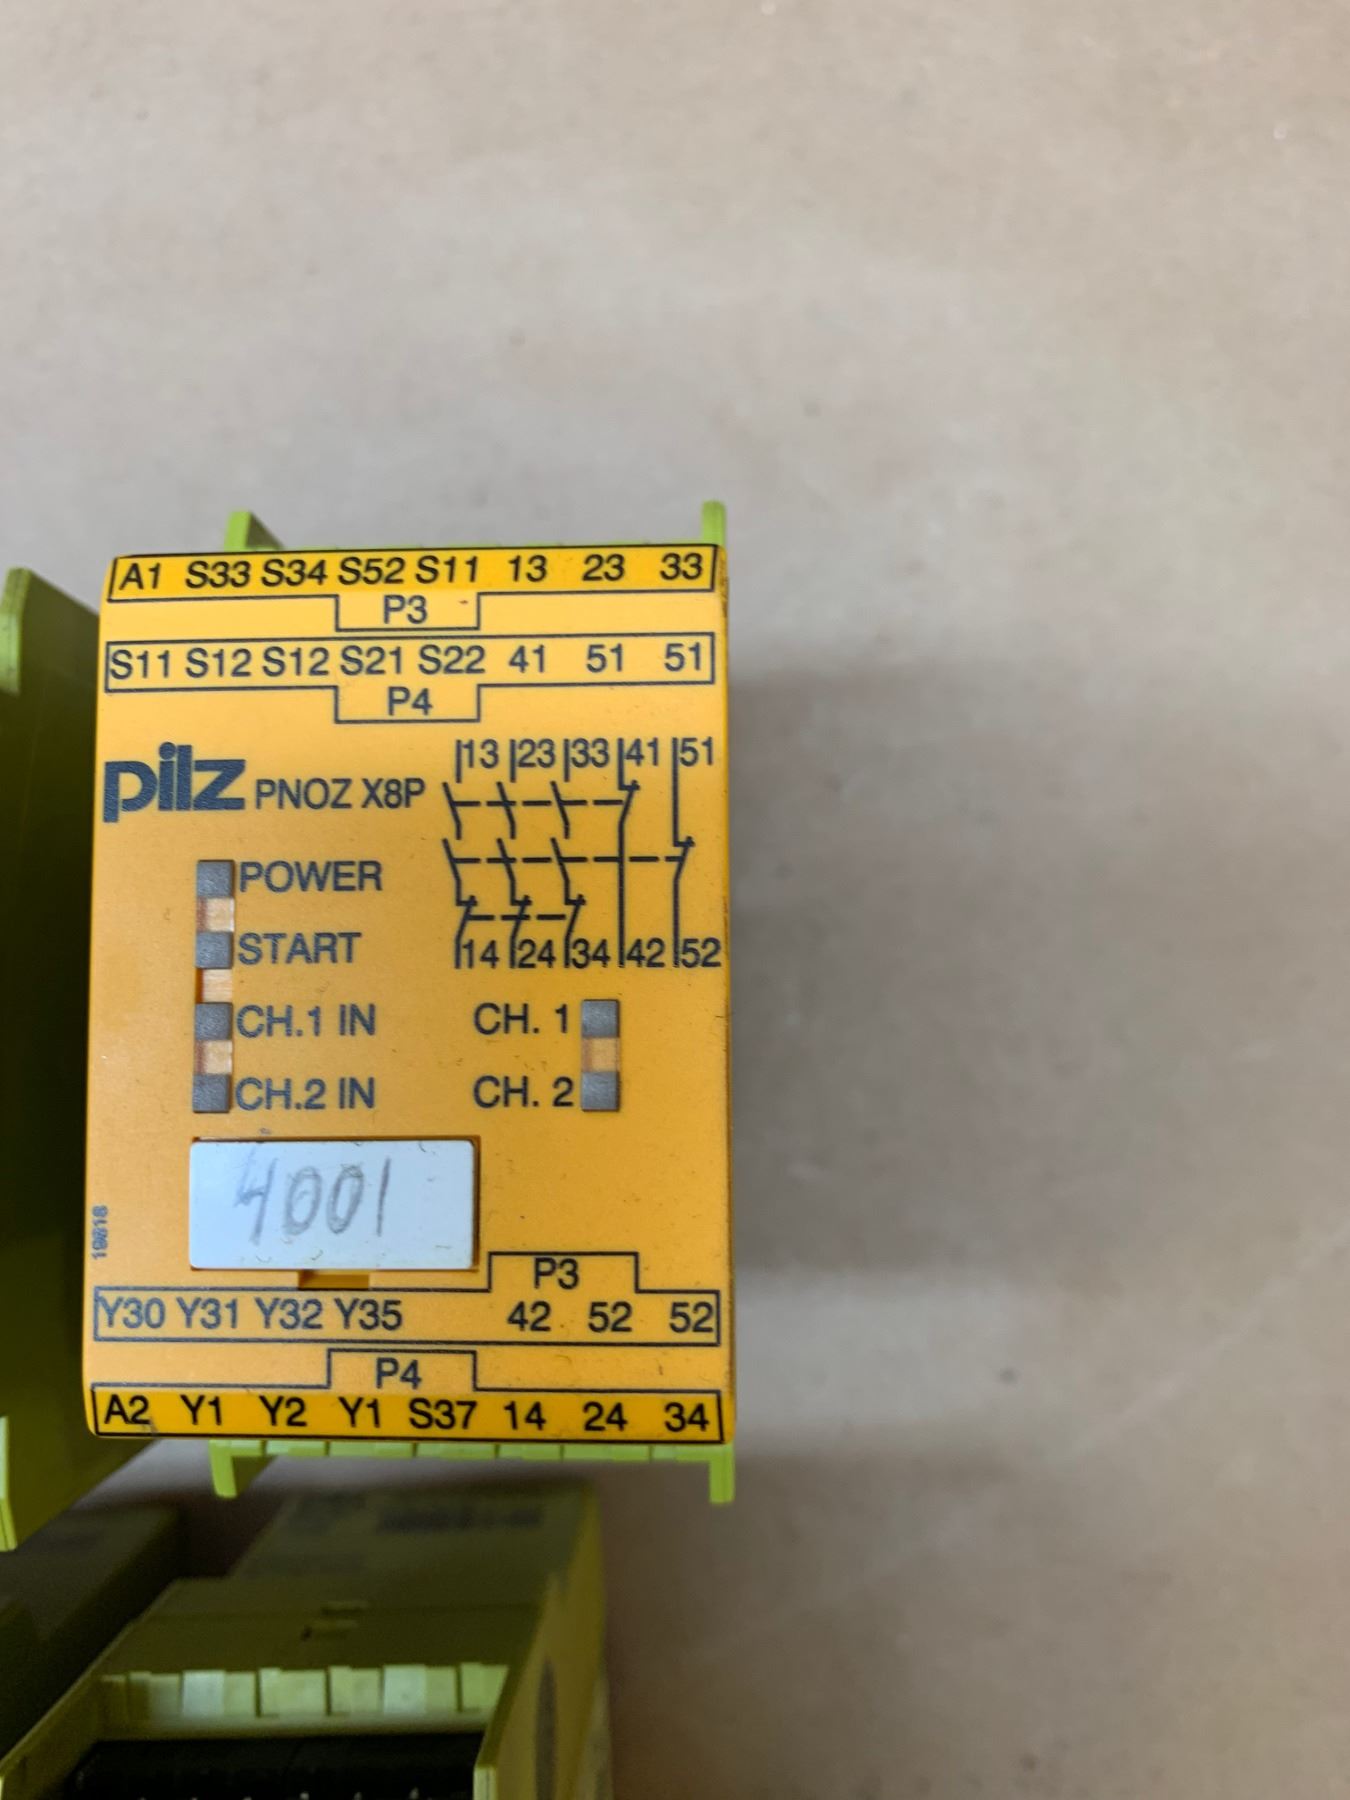 A1 S33 S34 S52 S11 13 23 33
P3
S11 S12 S12 S21 S22 41 51 51
P4
pilz PNOZ X8P
13 23 33 41 51
14 24 34 42 52
POWER
START
CH.1 IN
CH.2 IN
CH. 1
CH. 2
4001
P3
Y30 Y31 Y32 Y35 42 52 52
P4
A2 Y1 Y2 Y1 S37 14 24 34